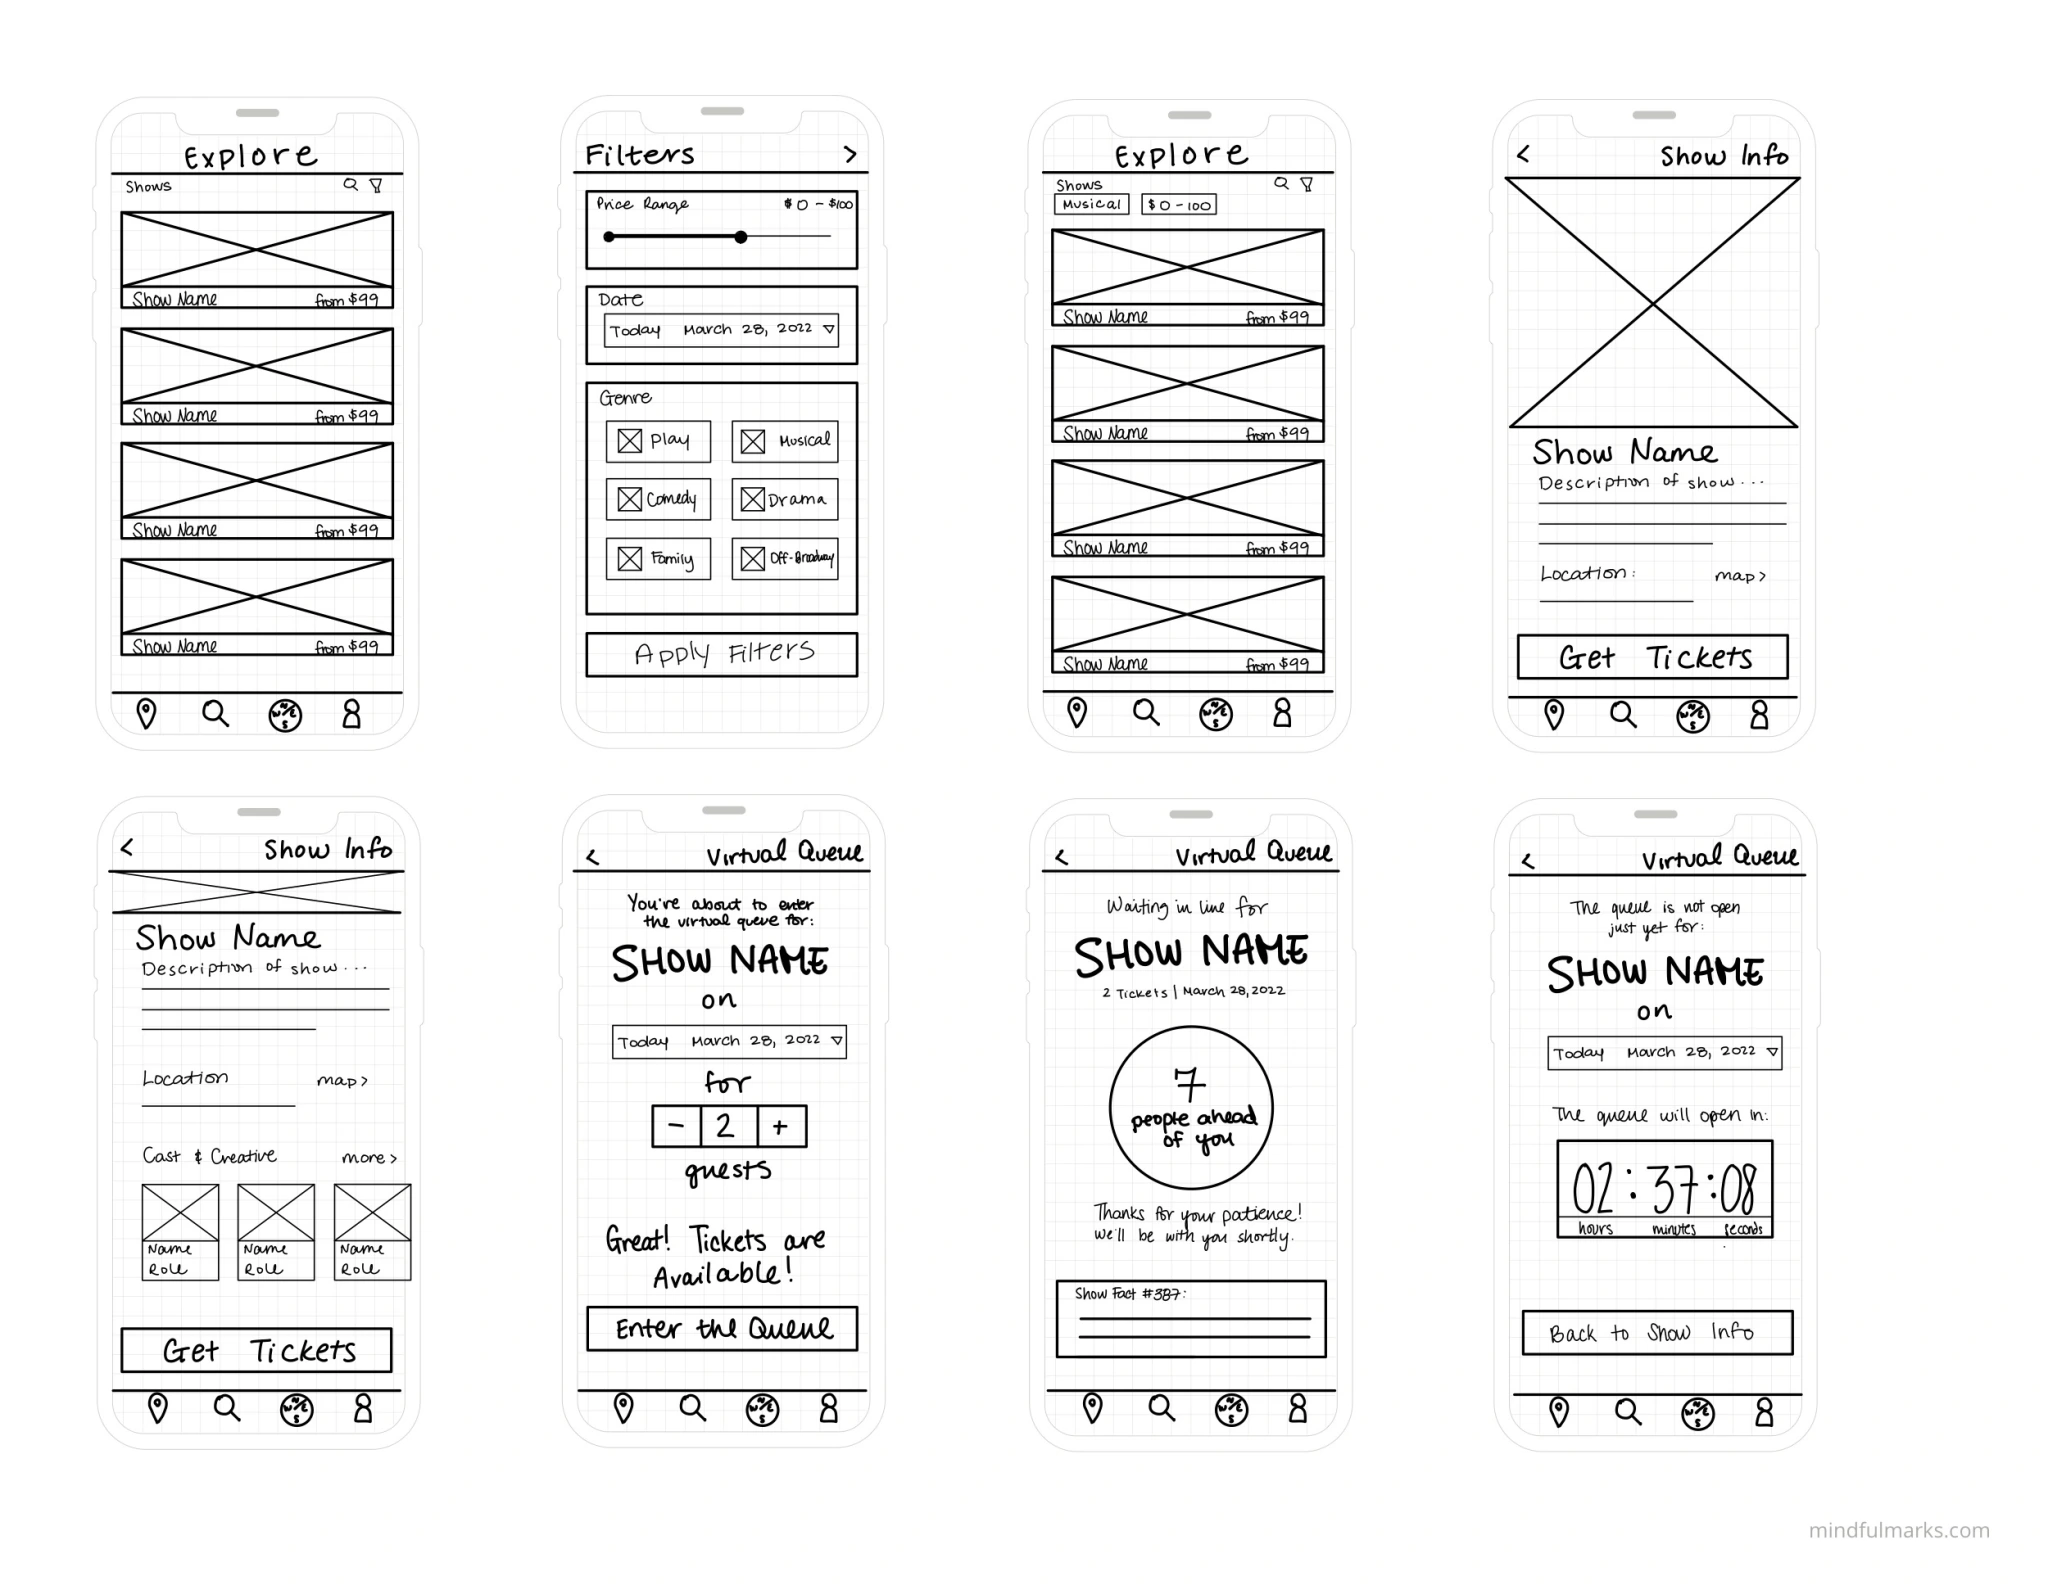 Explore
Shows
Show Name from $99
Show Name from $99
Show Name from $99
Show Name from $99
N
W E
S
Filters >
Price Range $0 - $100
Date
Today March 28, 2022
Genre
Play Musical
Comedy Drama
Family Off-Broadway
Apply Filters
Explore
Shows
Musical $0-100
Show Name from $99
Show Name from $99
Show Name from $99
Show Name from $99
N
W E
S
< Show Info
Show Name
Description of show...
Location: map>
Get Tickets
N
W E
S
< Show Info
Show Name
Description of show...
Location map>
Cast & Creative more>
Name Name Name
Role Role Role
Get Tickets
N
W E
S
< Virtual Queue
You're about to enter
the virtual queue for:
SHOW NAME
on
Today March 28, 2022
for
- 2 +
guests
Great! Tickets are
Available!
Enter the Queue
N
W E
S
< Virtual Queue
Waiting in line for
SHOW NAME
2 Tickets | March 28, 2022
7
people ahead
of you
Thanks for your patience!
We'll be with you shortly.
Show Fact #387:
N
W E
S
< Virtual Queue
The queue is not open
just yet for:
SHOW NAME
on
Today March 28, 2022
The queue will open in:
02:37:08
hours minutes seconds
Back to Show Info
N
W E
S
mindfulmarks.com